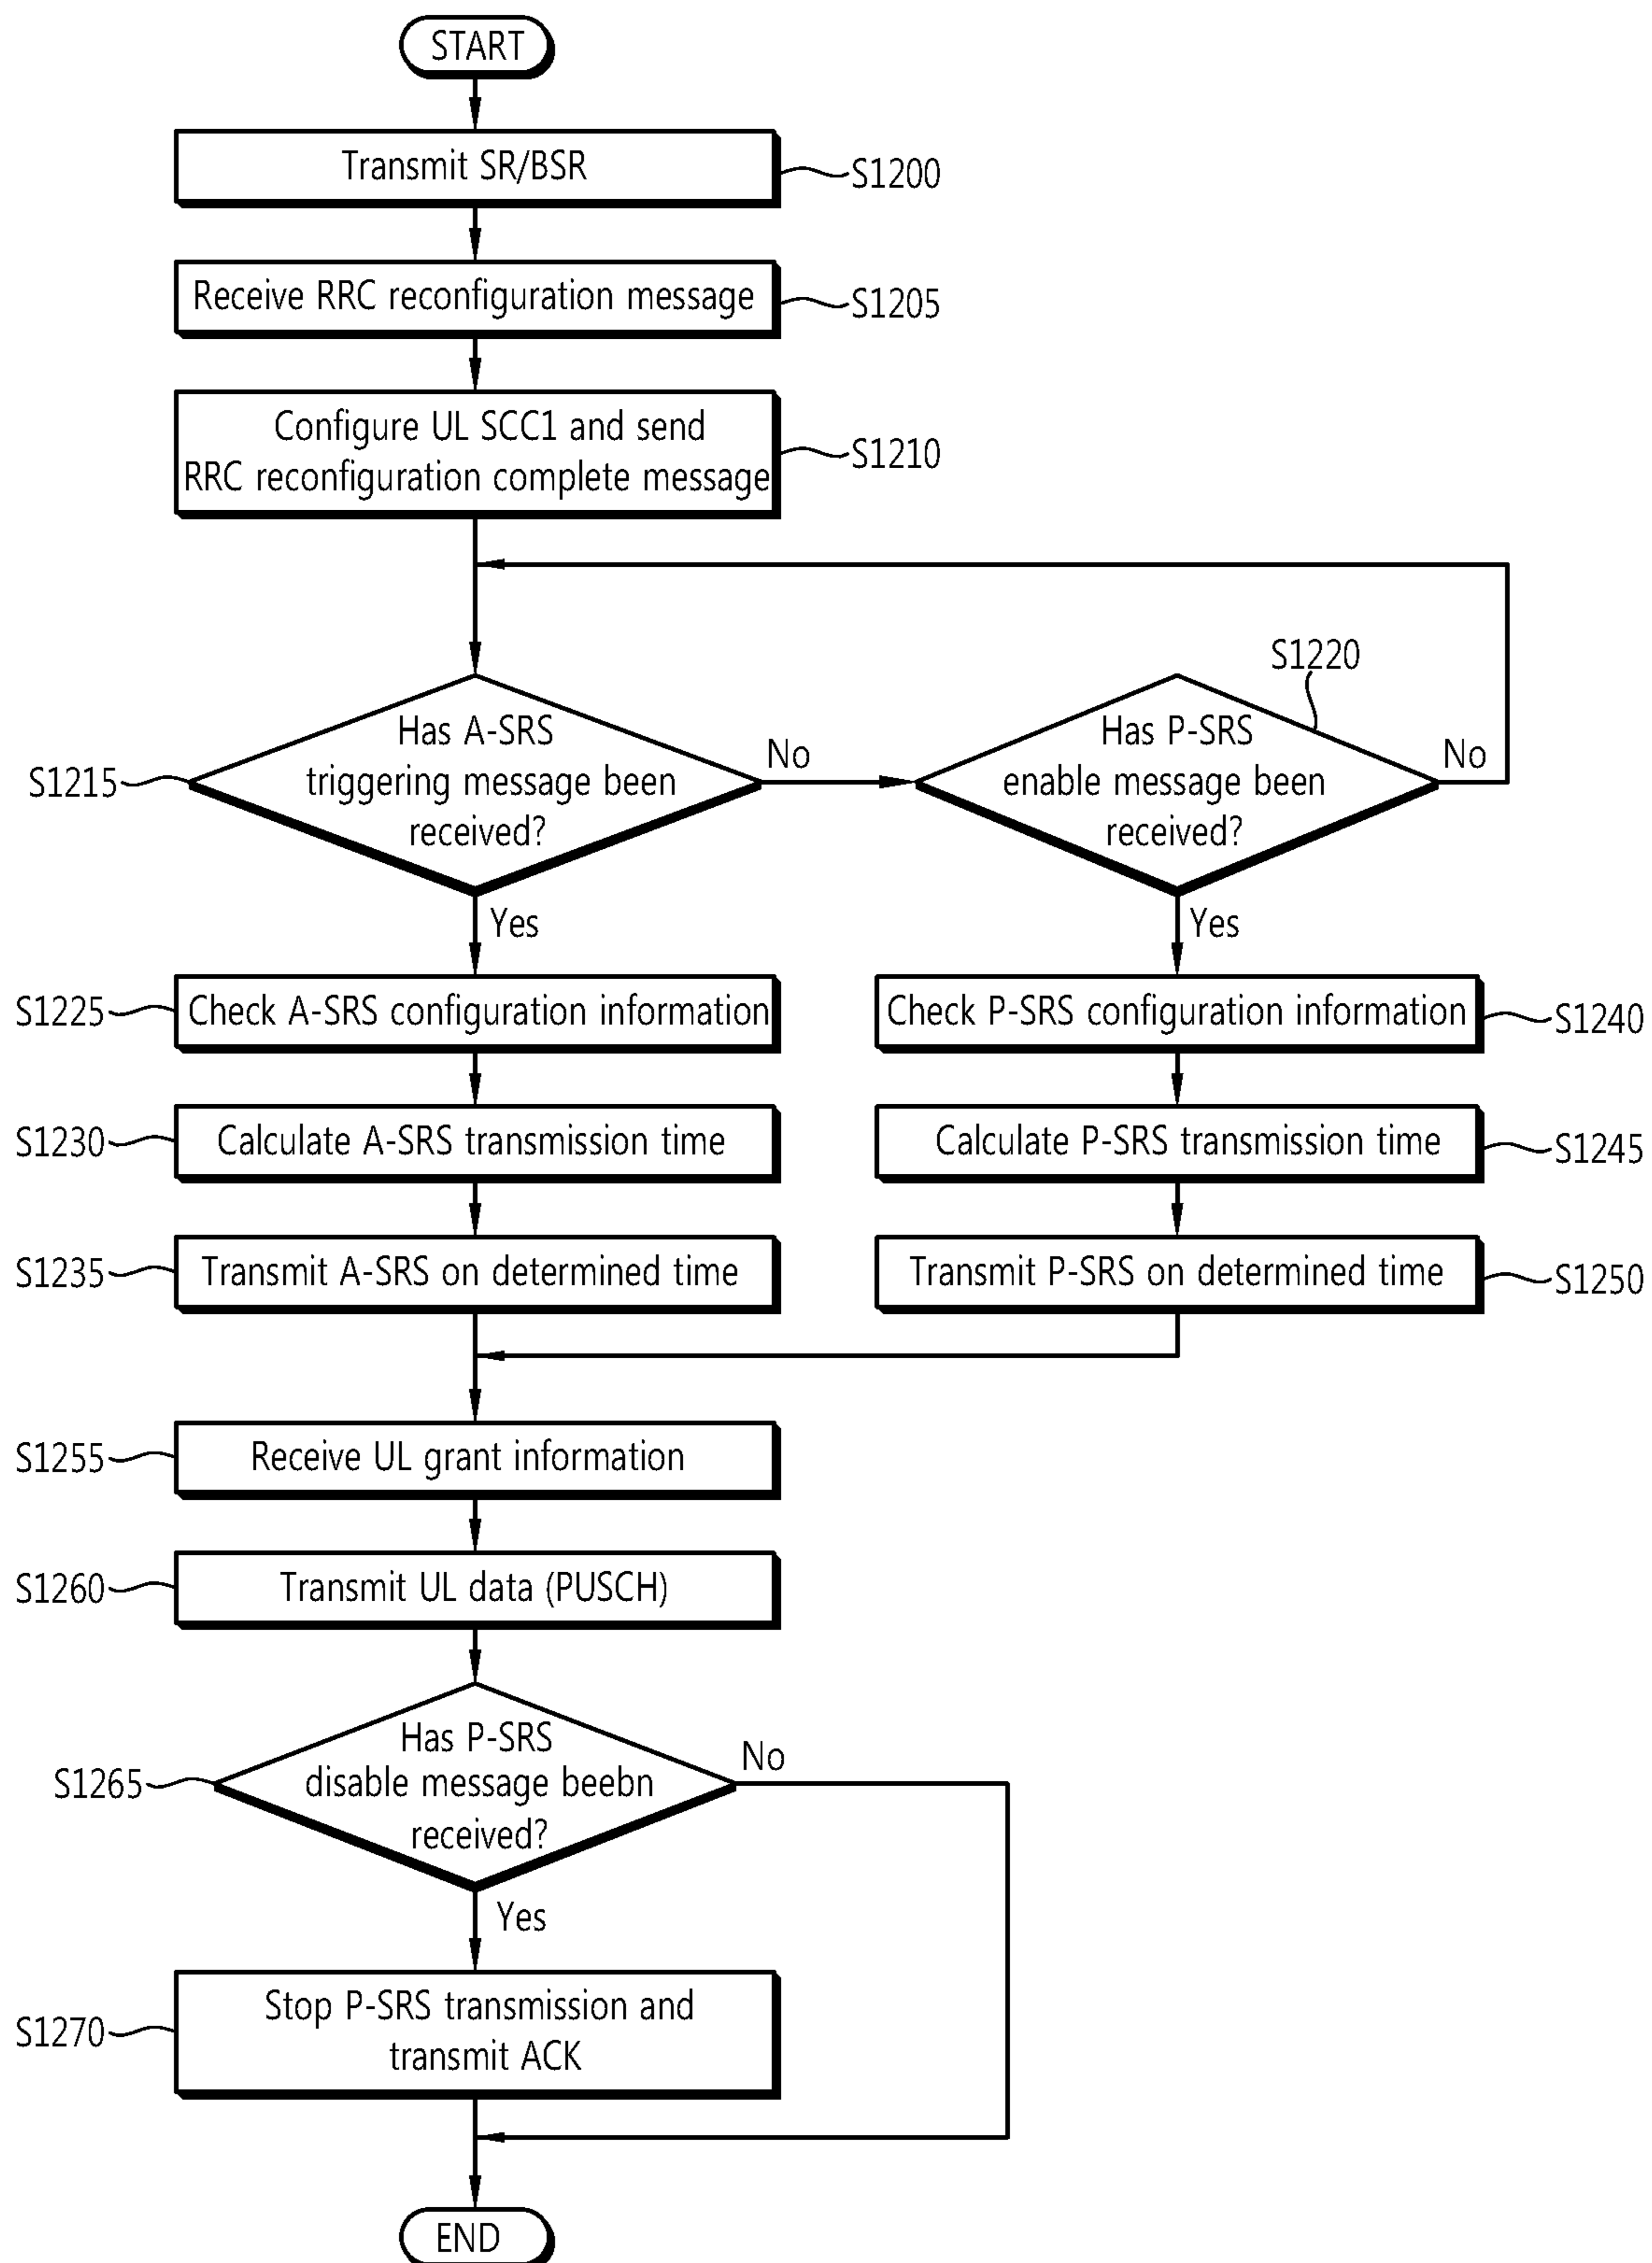 START
Transmit SR/BSR
S1200
Receive RRC reconfiguration message
S1205
Configure UL SCC1 and send
RRC reconfiguration complete message
S1210
S1220
Has A-SRS
triggering message been
received?
S1215
No
Has P-SRS
enable message been
received?
No
Yes
Yes
S1225
Check A-SRS configuration information
Check P-SRS configuration information
S1240
S1230
Calculate A-SRS transmission time
Calculate P-SRS transmission time
S1245
S1235
Transmit A-SRS on determined time
Transmit P-SRS on determined time
S1250
S1255
Receive UL grant information
S1260
Transmit UL data (PUSCH)
Has P-SRS
disable message beebn
received?
S1265
No
Yes
S1270
Stop P-SRS transmission and
transmit ACK
END